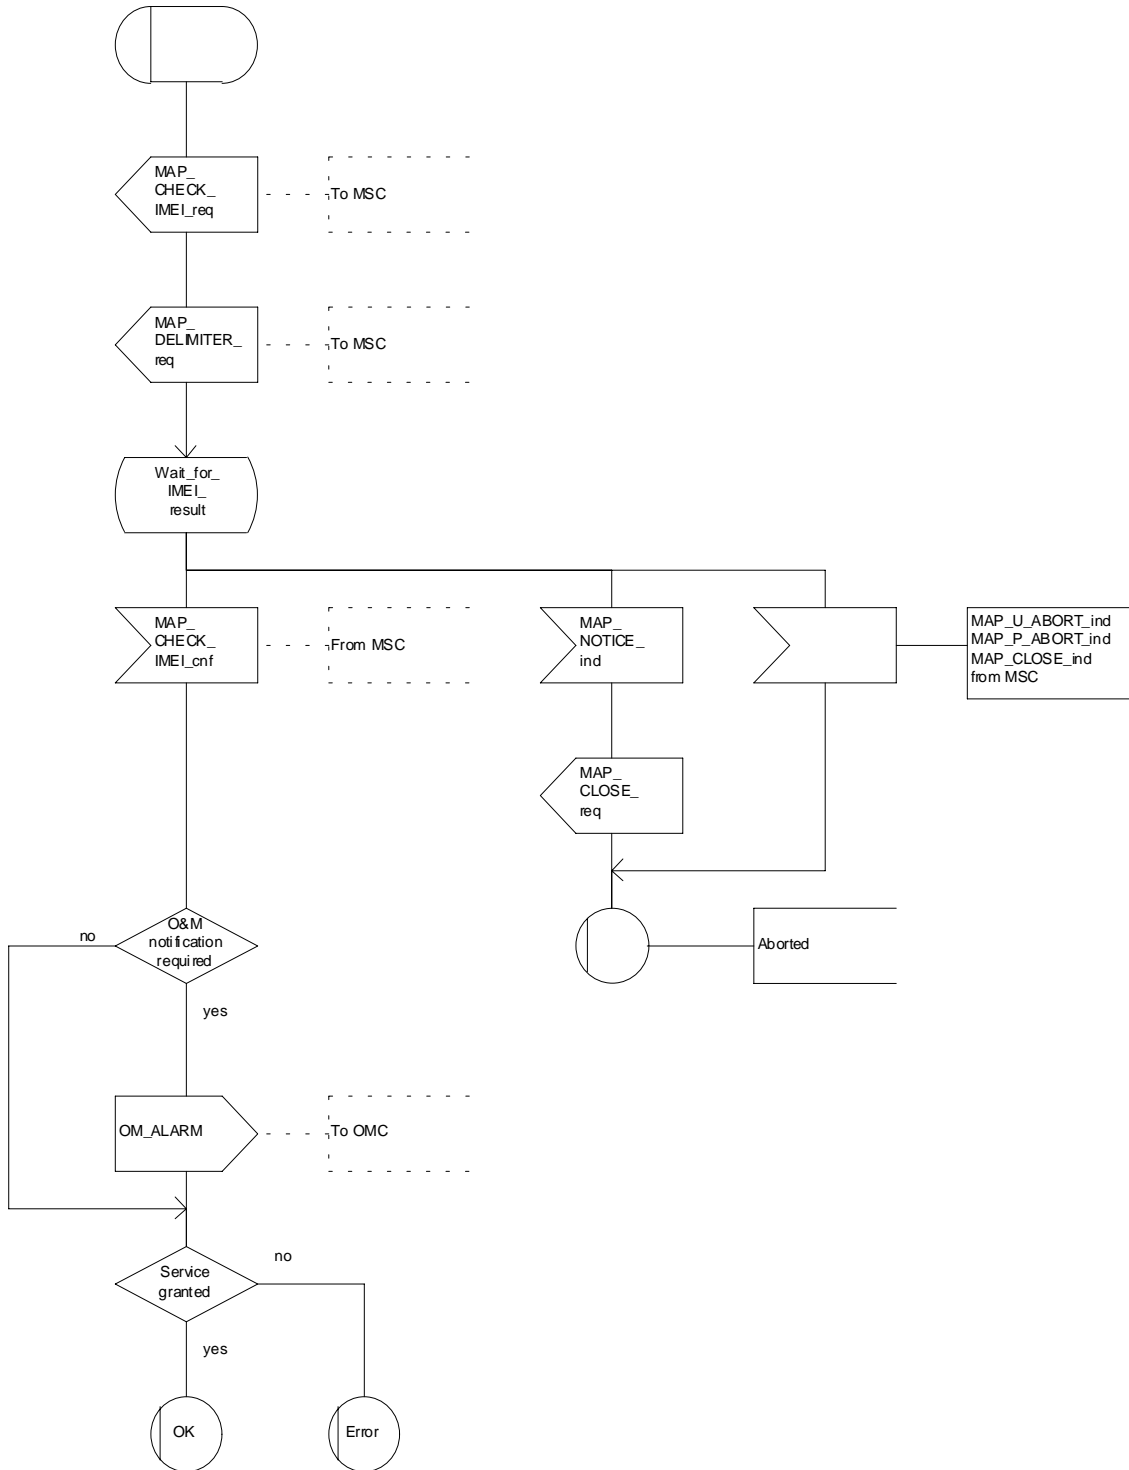 MAP_
CHECK_
IMEI_req
To MSC
MAP_
DELIMITER_
req
To MSC
Wait_for_
IMEI_
result
MAP_
CHECK_
IMEI_cnf
From MSC
MAP_
NOTICE_
ind
MAP_U_ABORT_ind
MAP_P_ABORT_ind
MAP_CLOSE_ind
from MSC
MAP_
CLOSE_
req
no
O&M
notification
required
Aborted
yes
OM_ALARM
To OMC
no
Service
granted
yes
OK
Error